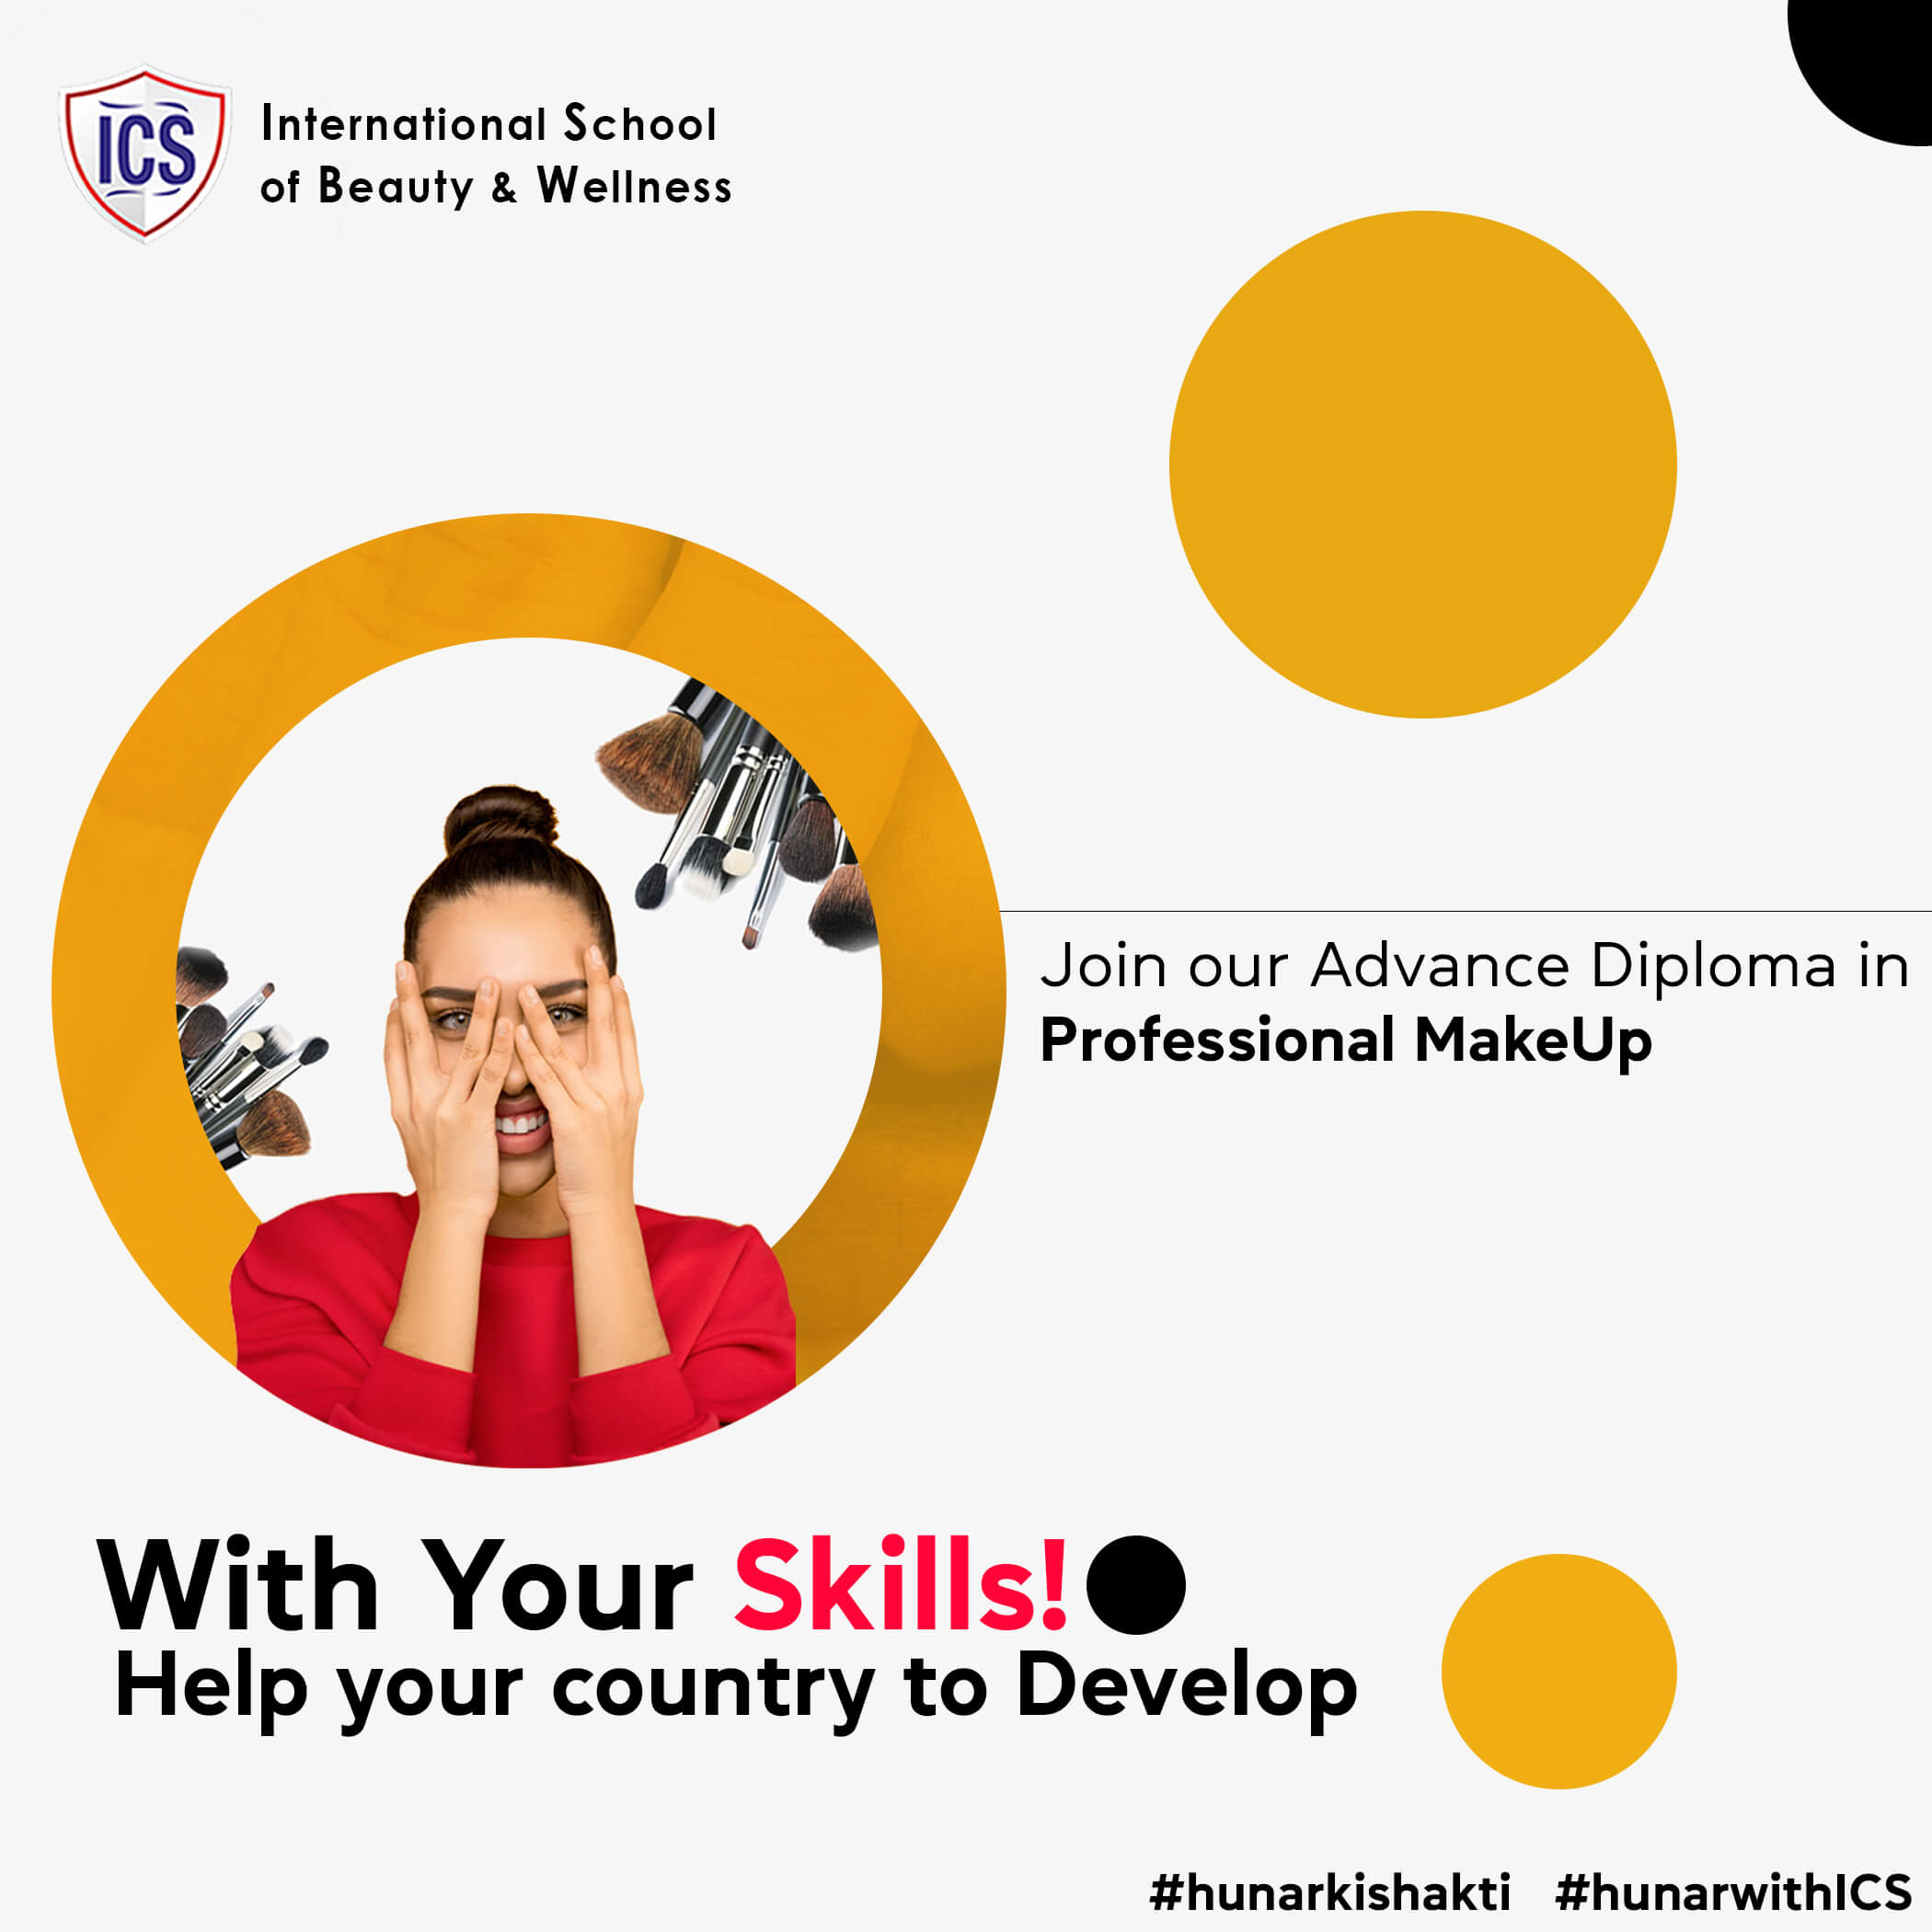 ICS
International School
of Beauty & Wellness
Join our Advance Diploma in
Professional MakeUp
With Your Skills!
Help your country to Develop
#hunarkishakti #hunarwithICS